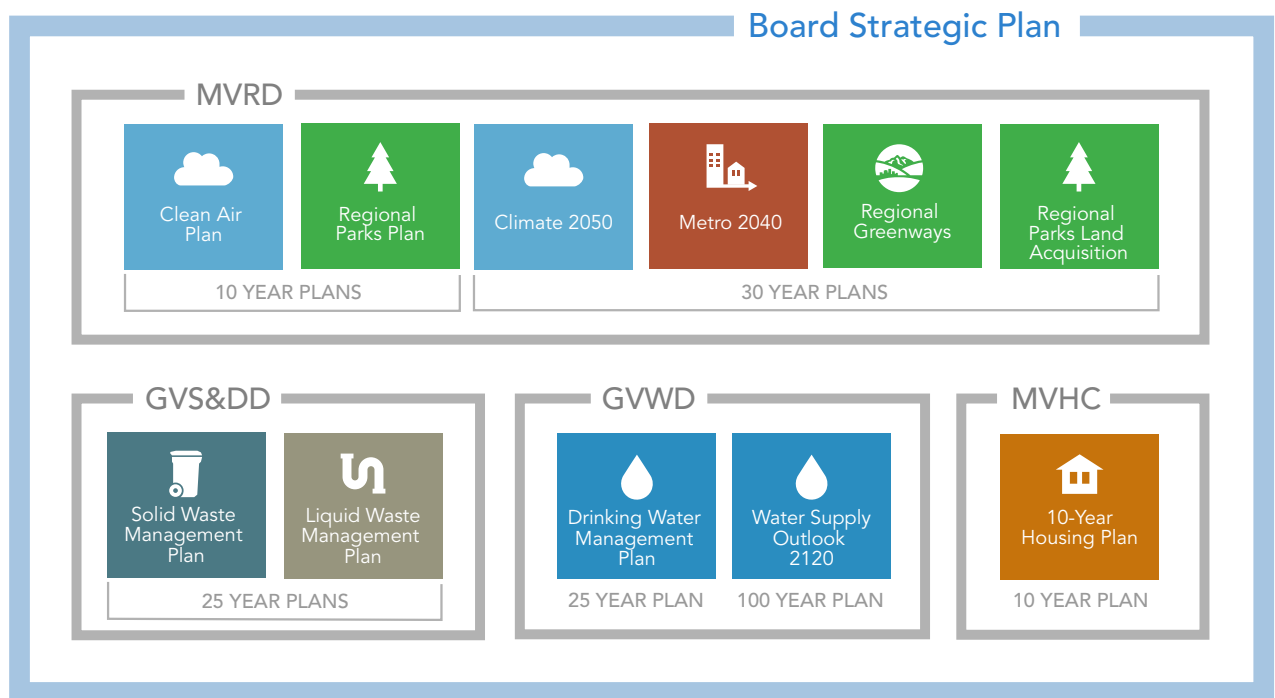 Board Strategic Plan
MVRD
Clean Air
Plan
Regional
Parks Plan
Climate 2050
Metro 2040
Regional
Greenways
Regional
Parks Land
Acquisition
10 YEAR PLANS
30 YEAR PLANS
GVS&DD
Solid Waste
Management
Plan
Liquid Waste
Management
Plan
25 YEAR PLANS
GVWD
Drinking Water
Management
Plan
Water Supply
Outlook
2120
25 YEAR PLAN
100 YEAR PLAN
MVHC
10-Year
Housing Plan
10 YEAR PLAN